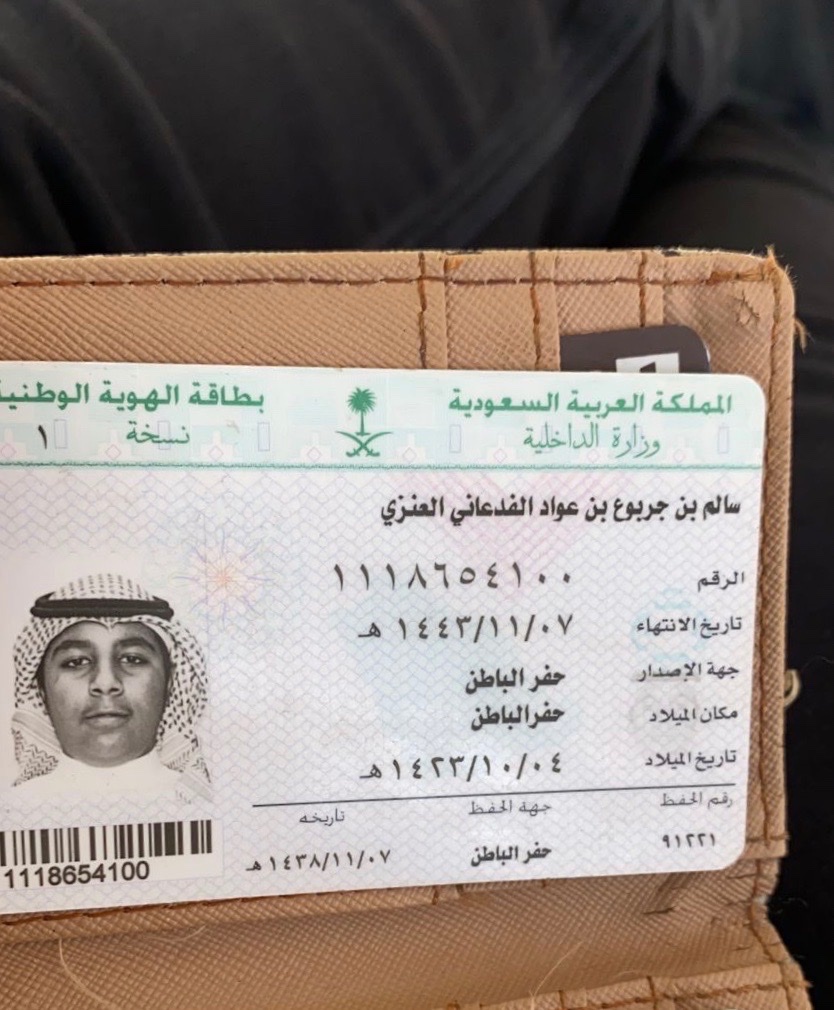 المملكة العربية السعودية
وزارة الداخلية
بطاقة الهوية الوطنية
نسخة ١
سالم بن جربوع بن عواد الفدعاني العنزي
الرقم ١١١٨٦٥٤١٠٠
تاريخ الانتهاء ١٤٤٣/١١/٠٧ هـ
جهة الإصدار حفر الباطن
مكان الميلاد حفر الباطن
تاريخ الميلاد ١٤٢٣/١٠/٠٤ هـ
رقم الحفظ جهة الحفظ تاريخه
٩١٢٢١ حفر الباطن ١٤٣٨/١١/٠٧ هـ
1118654100